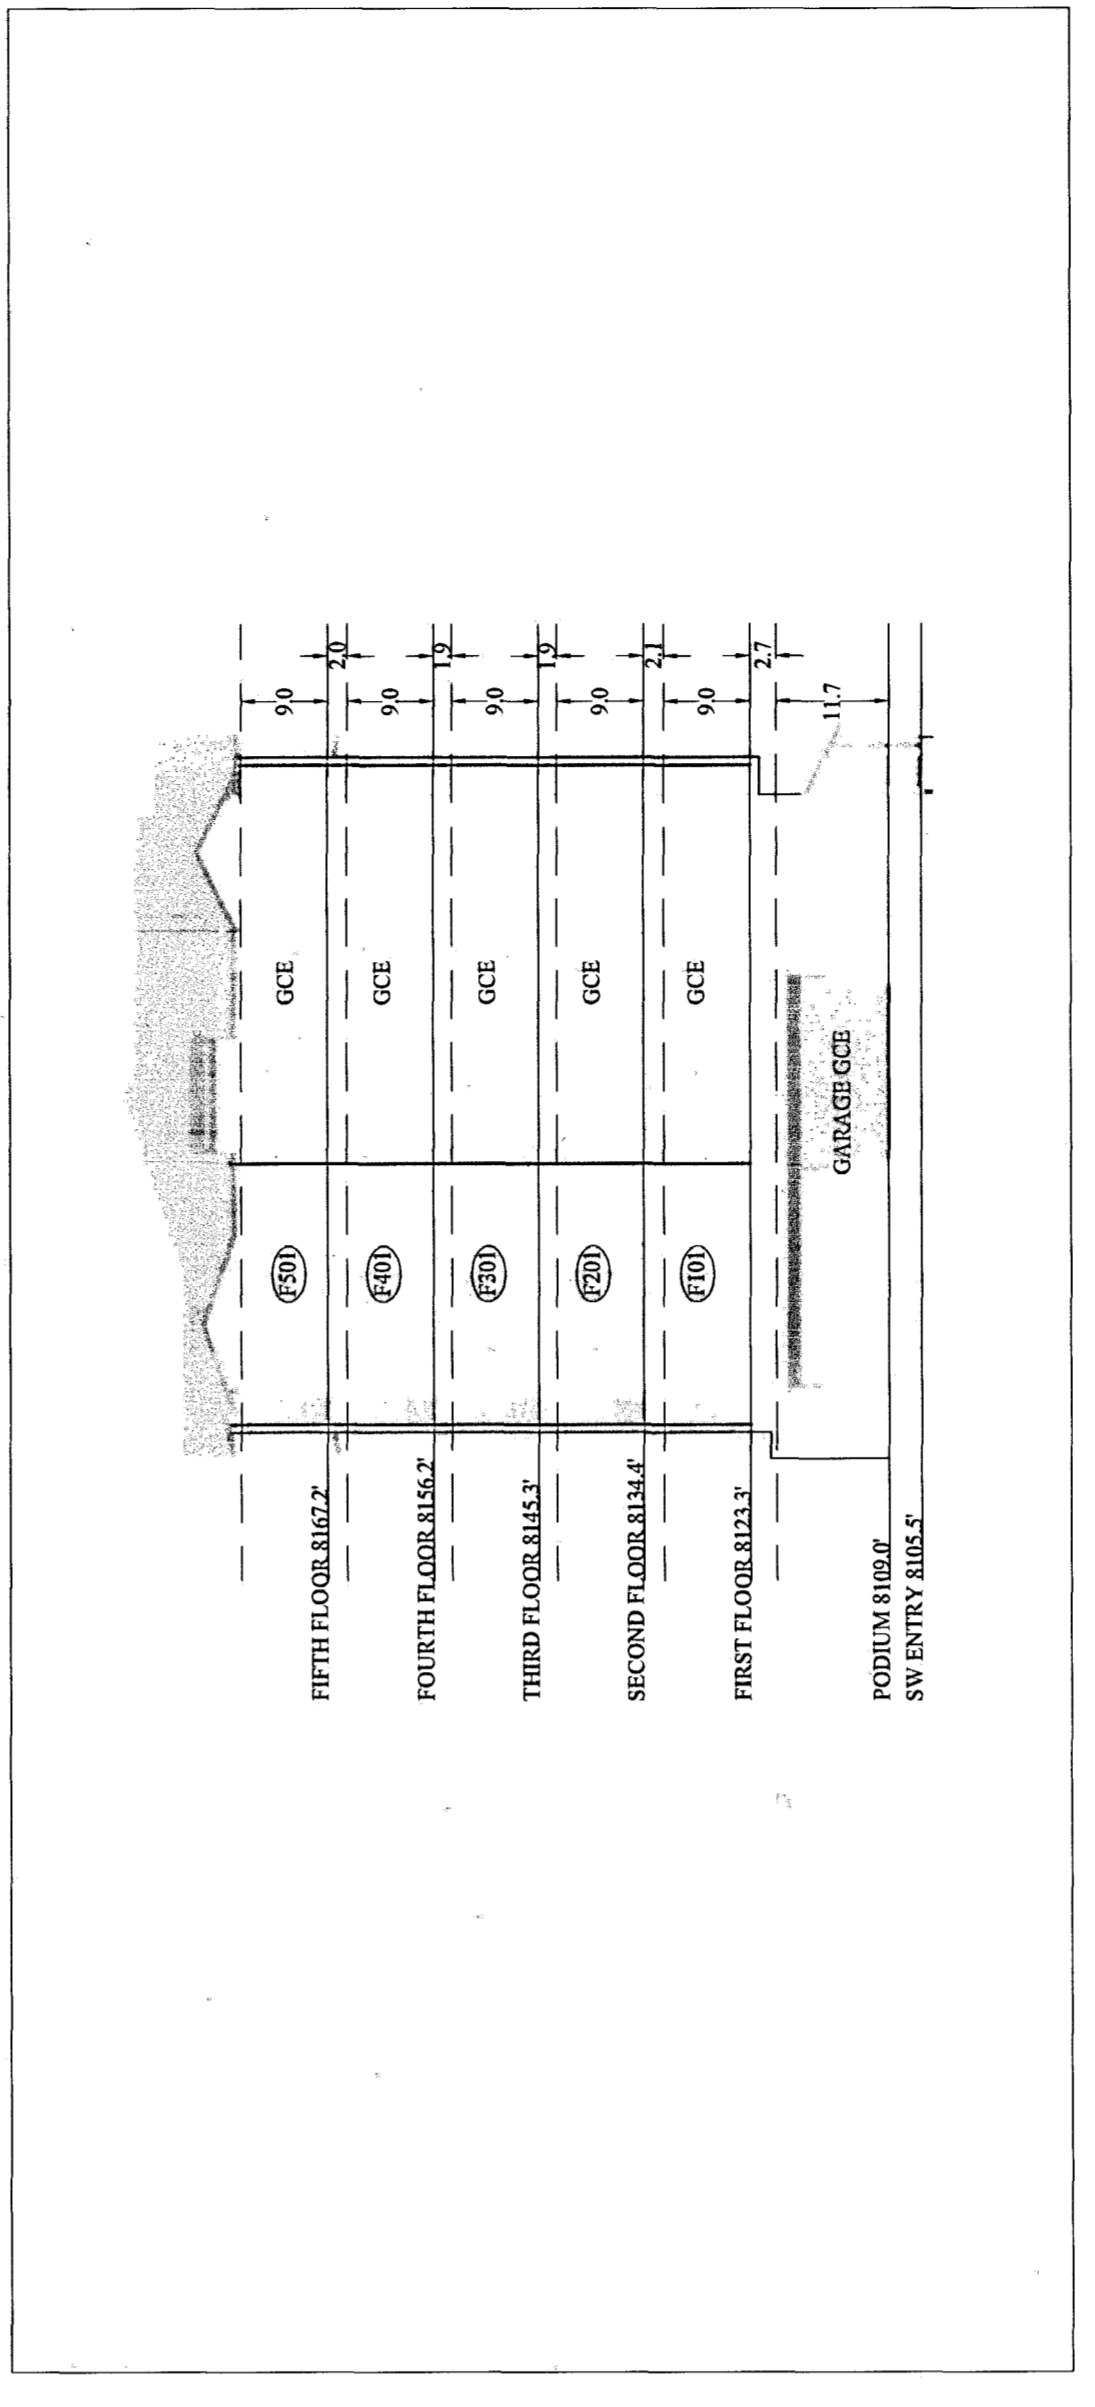 FIFTH FLOOR 8167.2'
F501
GCE
9.0
2.0
FOURTH FLOOR 8156.2'
F401
GCE
9.0
1.9
THIRD FLOOR 8145.3'
F301
GCE
9.0
1.9
SECOND FLOOR 8134.4'
F201
GCE
9.0
2.1
FIRST FLOOR 8123.3'
F101
GCE
9.0
2.7
GARAGE GCE
11.7
PODIUM 8109.0'
SW ENTRY 8105.5'